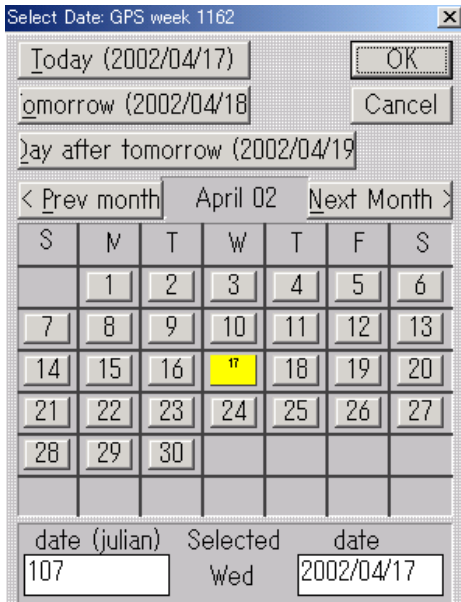 Select Date: GPS week 1162
Today (2002/04/17) OK
omorrow (2002/04/18 Cancel
Day after tomorrow (2002/04/19
< Prev month April 02 Next Month >
S M T W T F S
1 2 3 4 5 6
7 8 9 10 11 12 13
14 15 16 17 18 19 20
21 22 23 24 25 26 27
28 29 30
date (julian) Selected date
107 Wed 2002/04/17